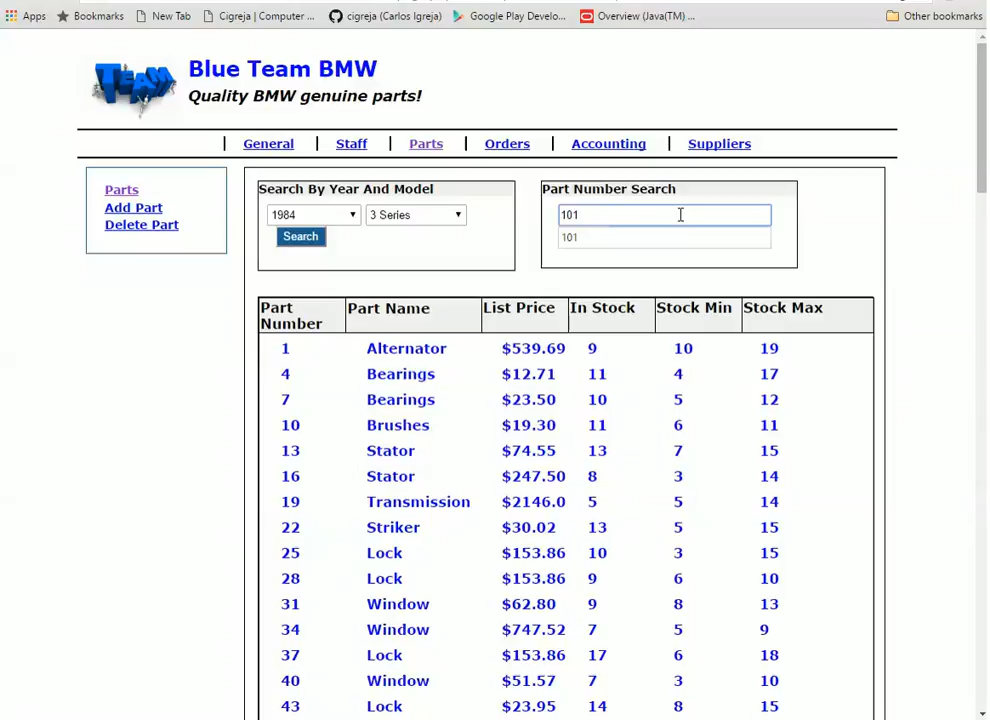 Apps Bookmarks New Tab Cigreja | Computer ... cigreja (Carlos Igreja) Google Play Develo... Overview (Java(TM) ... Other bookmarks
TEAM
Blue Team BMW
Quality BMW genuine parts!
General Staff Parts Orders Accounting Suppliers
Parts
Add Part
Delete Part
Search By Year And Model
1984 3 Series
Search
Part Number Search
101
101
Part Number Part Name List Price In Stock Stock Min Stock Max
1 Alternator $539.69 9 10 19
4 Bearings $12.71 11 4 17
7 Bearings $23.50 10 5 12
10 Brushes $19.30 11 6 11
13 Stator $74.55 13 7 15
16 Stator $247.50 8 3 14
19 Transmission $2146.0 5 5 14
22 Striker $30.02 13 5 15
25 Lock $153.86 10 3 15
28 Lock $153.86 9 6 10
31 Window $62.80 9 8 13
34 Window $747.52 7 5 9
37 Lock $153.86 17 6 18
40 Window $51.57 7 3 10
43 Lock $23.95 14 8 15